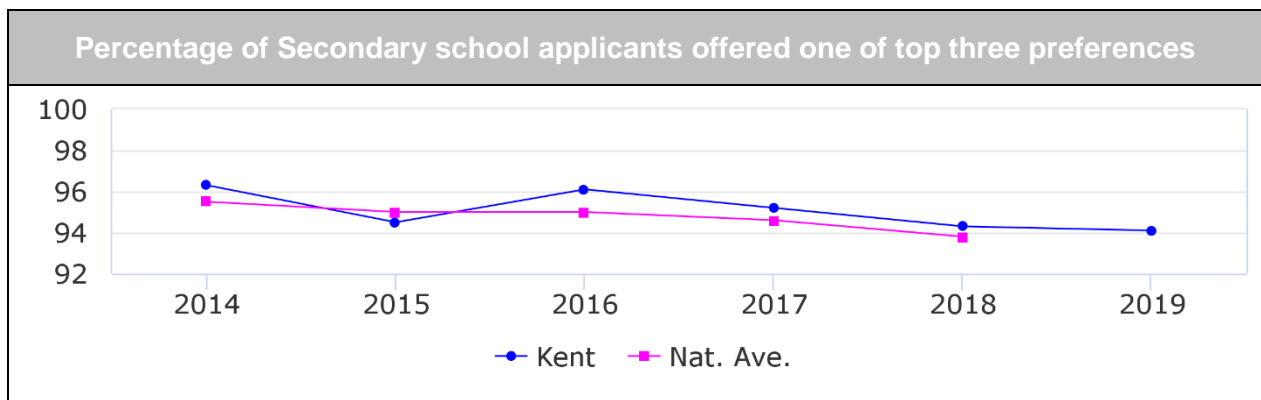 Percentage of Secondary school applicants offered one of top three preferences
100
98
96
94
92
2014 2015 2016 2017 2018 2019
Kent Nat. Ave.